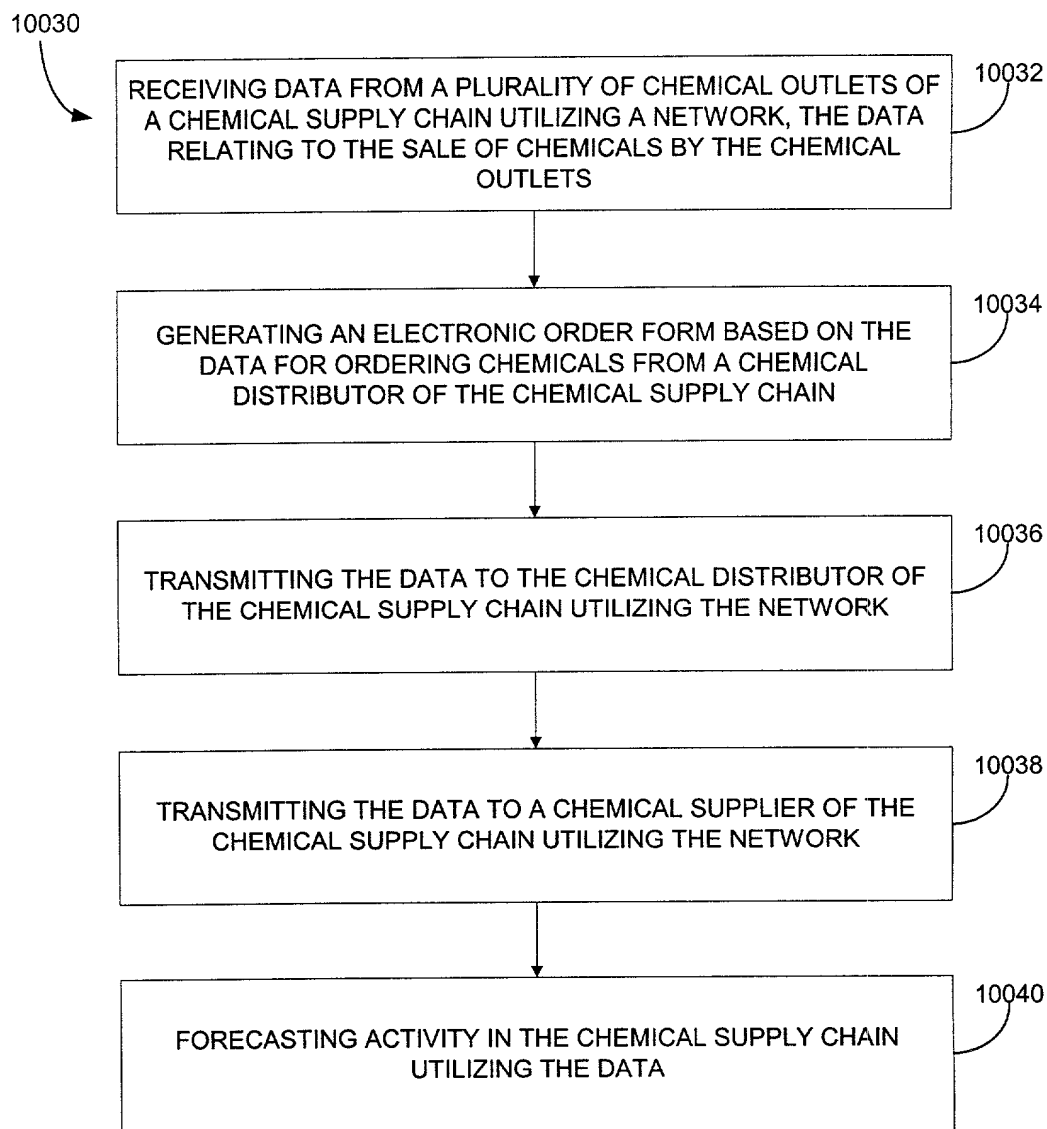 10030
10032
RECEIVING DATA FROM A PLURALITY OF CHEMICAL OUTLETS OF
A CHEMICAL SUPPLY CHAIN UTILIZING A NETWORK, THE DATA
RELATING TO THE SALE OF CHEMICALS BY THE CHEMICAL
OUTLETS
10034
GENERATING AN ELECTRONIC ORDER FORM BASED ON THE
DATA FOR ORDERING CHEMICALS FROM A CHEMICAL
DISTRIBUTOR OF THE CHEMICAL SUPPLY CHAIN
10036
TRANSMITTING THE DATA TO THE CHEMICAL DISTRIBUTOR OF
THE CHEMICAL SUPPLY CHAIN UTILIZING THE NETWORK
10038
TRANSMITTING THE DATA TO A CHEMICAL SUPPLIER OF THE
CHEMICAL SUPPLY CHAIN UTILIZING THE NETWORK
10040
FORECASTING ACTIVITY IN THE CHEMICAL SUPPLY CHAIN
UTILIZING THE DATA